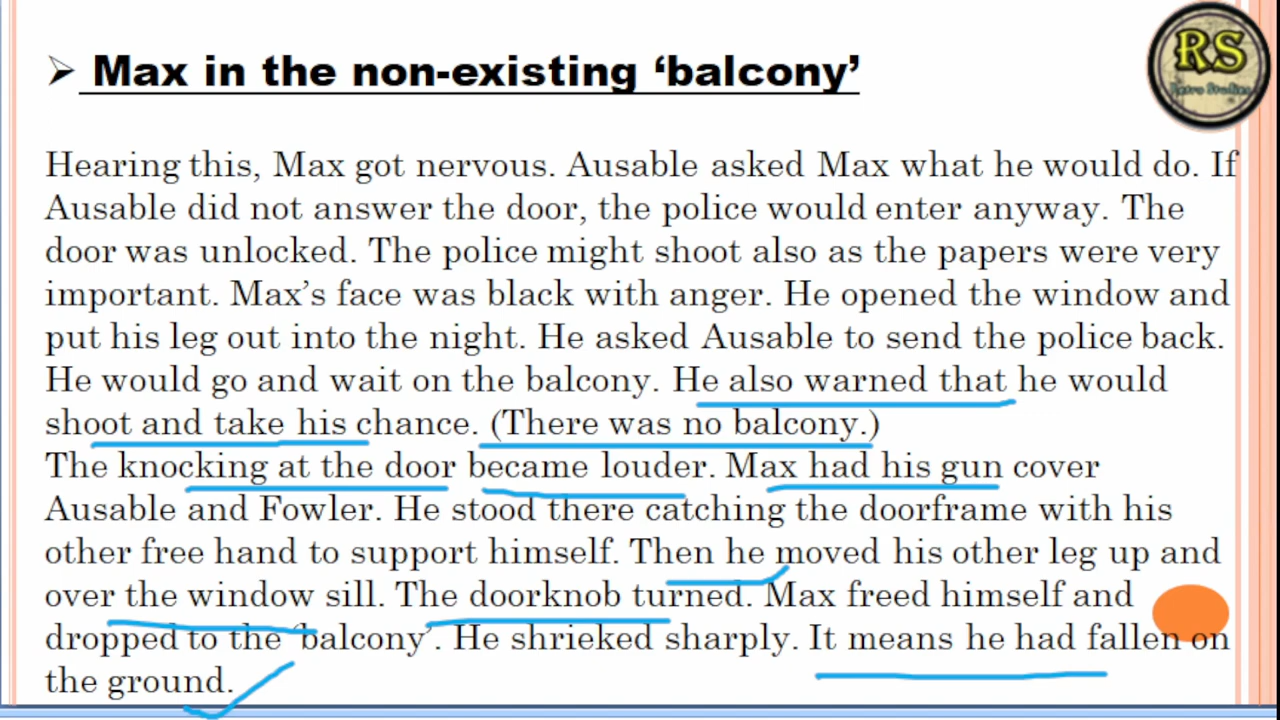 ➢ Max in the non-existing ‘balcony’
RS
Retro Studies
Hearing this, Max got nervous. Ausable asked Max what he would do. If
Ausable did not answer the door, the police would enter anyway. The
door was unlocked. The police might shoot also as the papers were very
important. Max’s face was black with anger. He opened the window and
put his leg out into the night. He asked Ausable to send the police back.
He would go and wait on the balcony. He also warned that he would
shoot and take his chance. (There was no balcony.)
The knocking at the door became louder. Max had his gun cover
Ausable and Fowler. He stood there catching the doorframe with his
other free hand to support himself. Then he moved his other leg up and
over the window sill. The doorknob turned. Max freed himself and
dropped to the ‘balcony’. He shrieked sharply. It means he had fallen on
the ground.